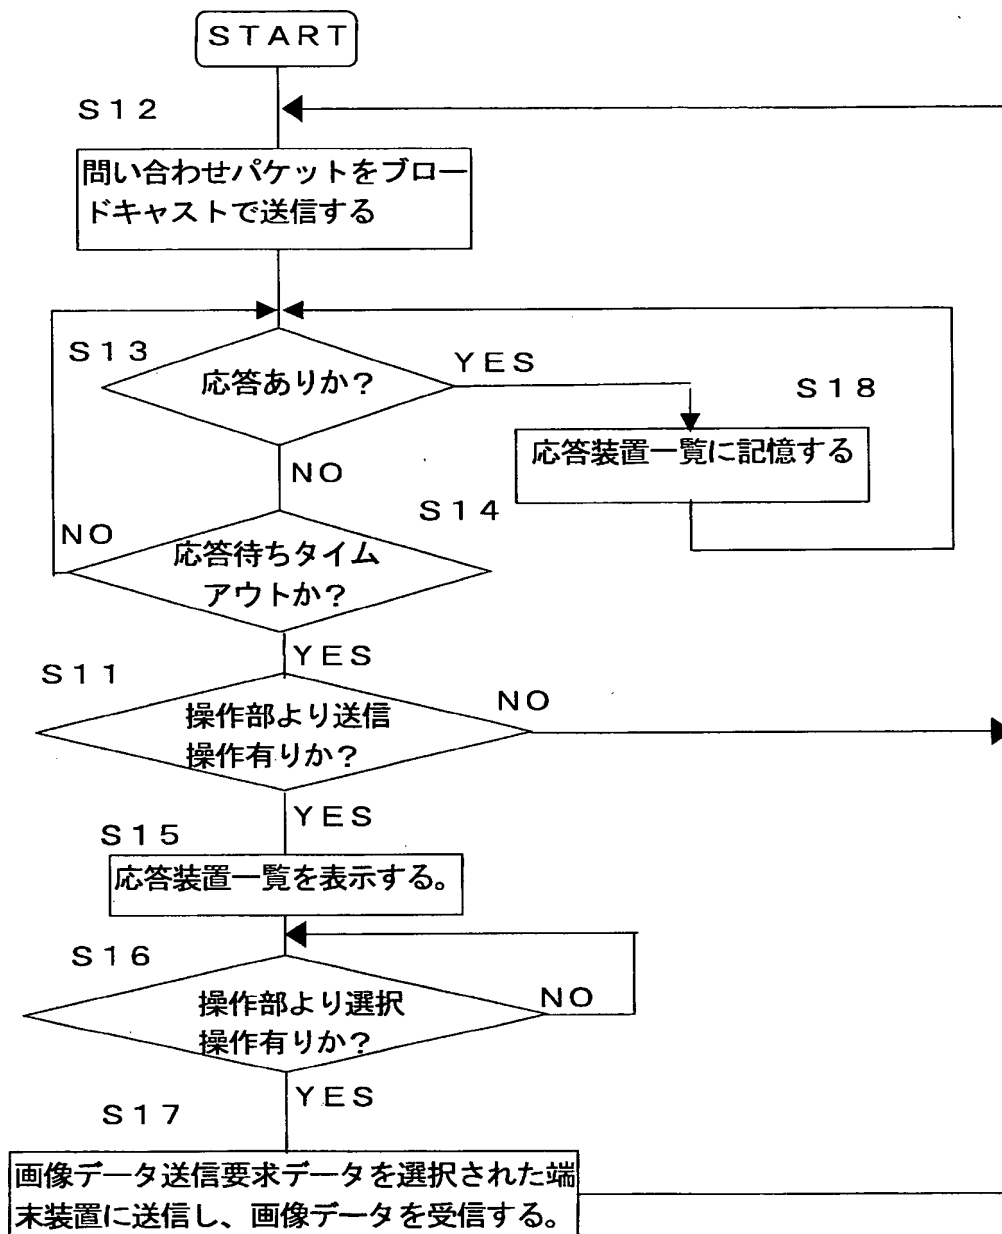 START
S12
問い合わせパケットをブロー
ドキャストで送信する
S13
応答ありか?
YES
S18
応答装置一覧に記憶する
NO
S14
NO
応答待ちタイム
アウトか?
YES
S11
操作部より送信
操作有りか?
NO
YES
S15
応答装置一覧を表示する。
S16
操作部より選択
操作有りか?
NO
YES
S17
画像データ送信要求データを選択された端
末装置に送信し、画像データを受信する。